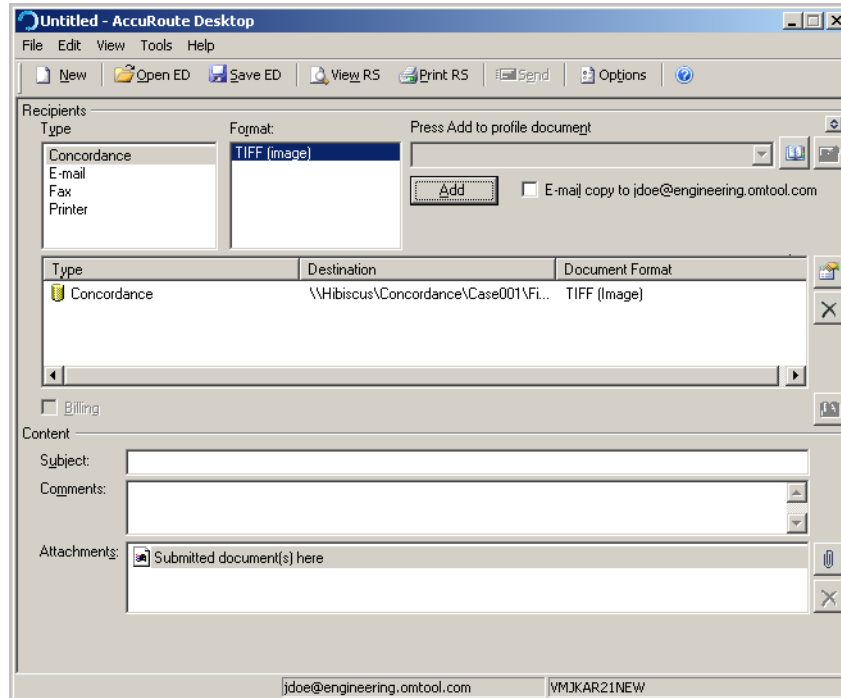 Untitled - AccuRoute Desktop
File Edit View Tools Help
New Open ED Save ED View RS Print RS Send Options
Recipients
Type Format: Press Add to profile document
Concordance
E-mail
Fax
Printer
TIFF (image)
Add E-mail copy to jdoe@engineering.omtool.com
Type Destination Document Format
Concordance \\Hibiscus\Concordance\Case001\Fi... TIFF (Image)
Billing
Content
Subject:
Comments:
Attachments: Submitted document(s) here
jdoe@engineering.omtool.com VMJKAR21NEW